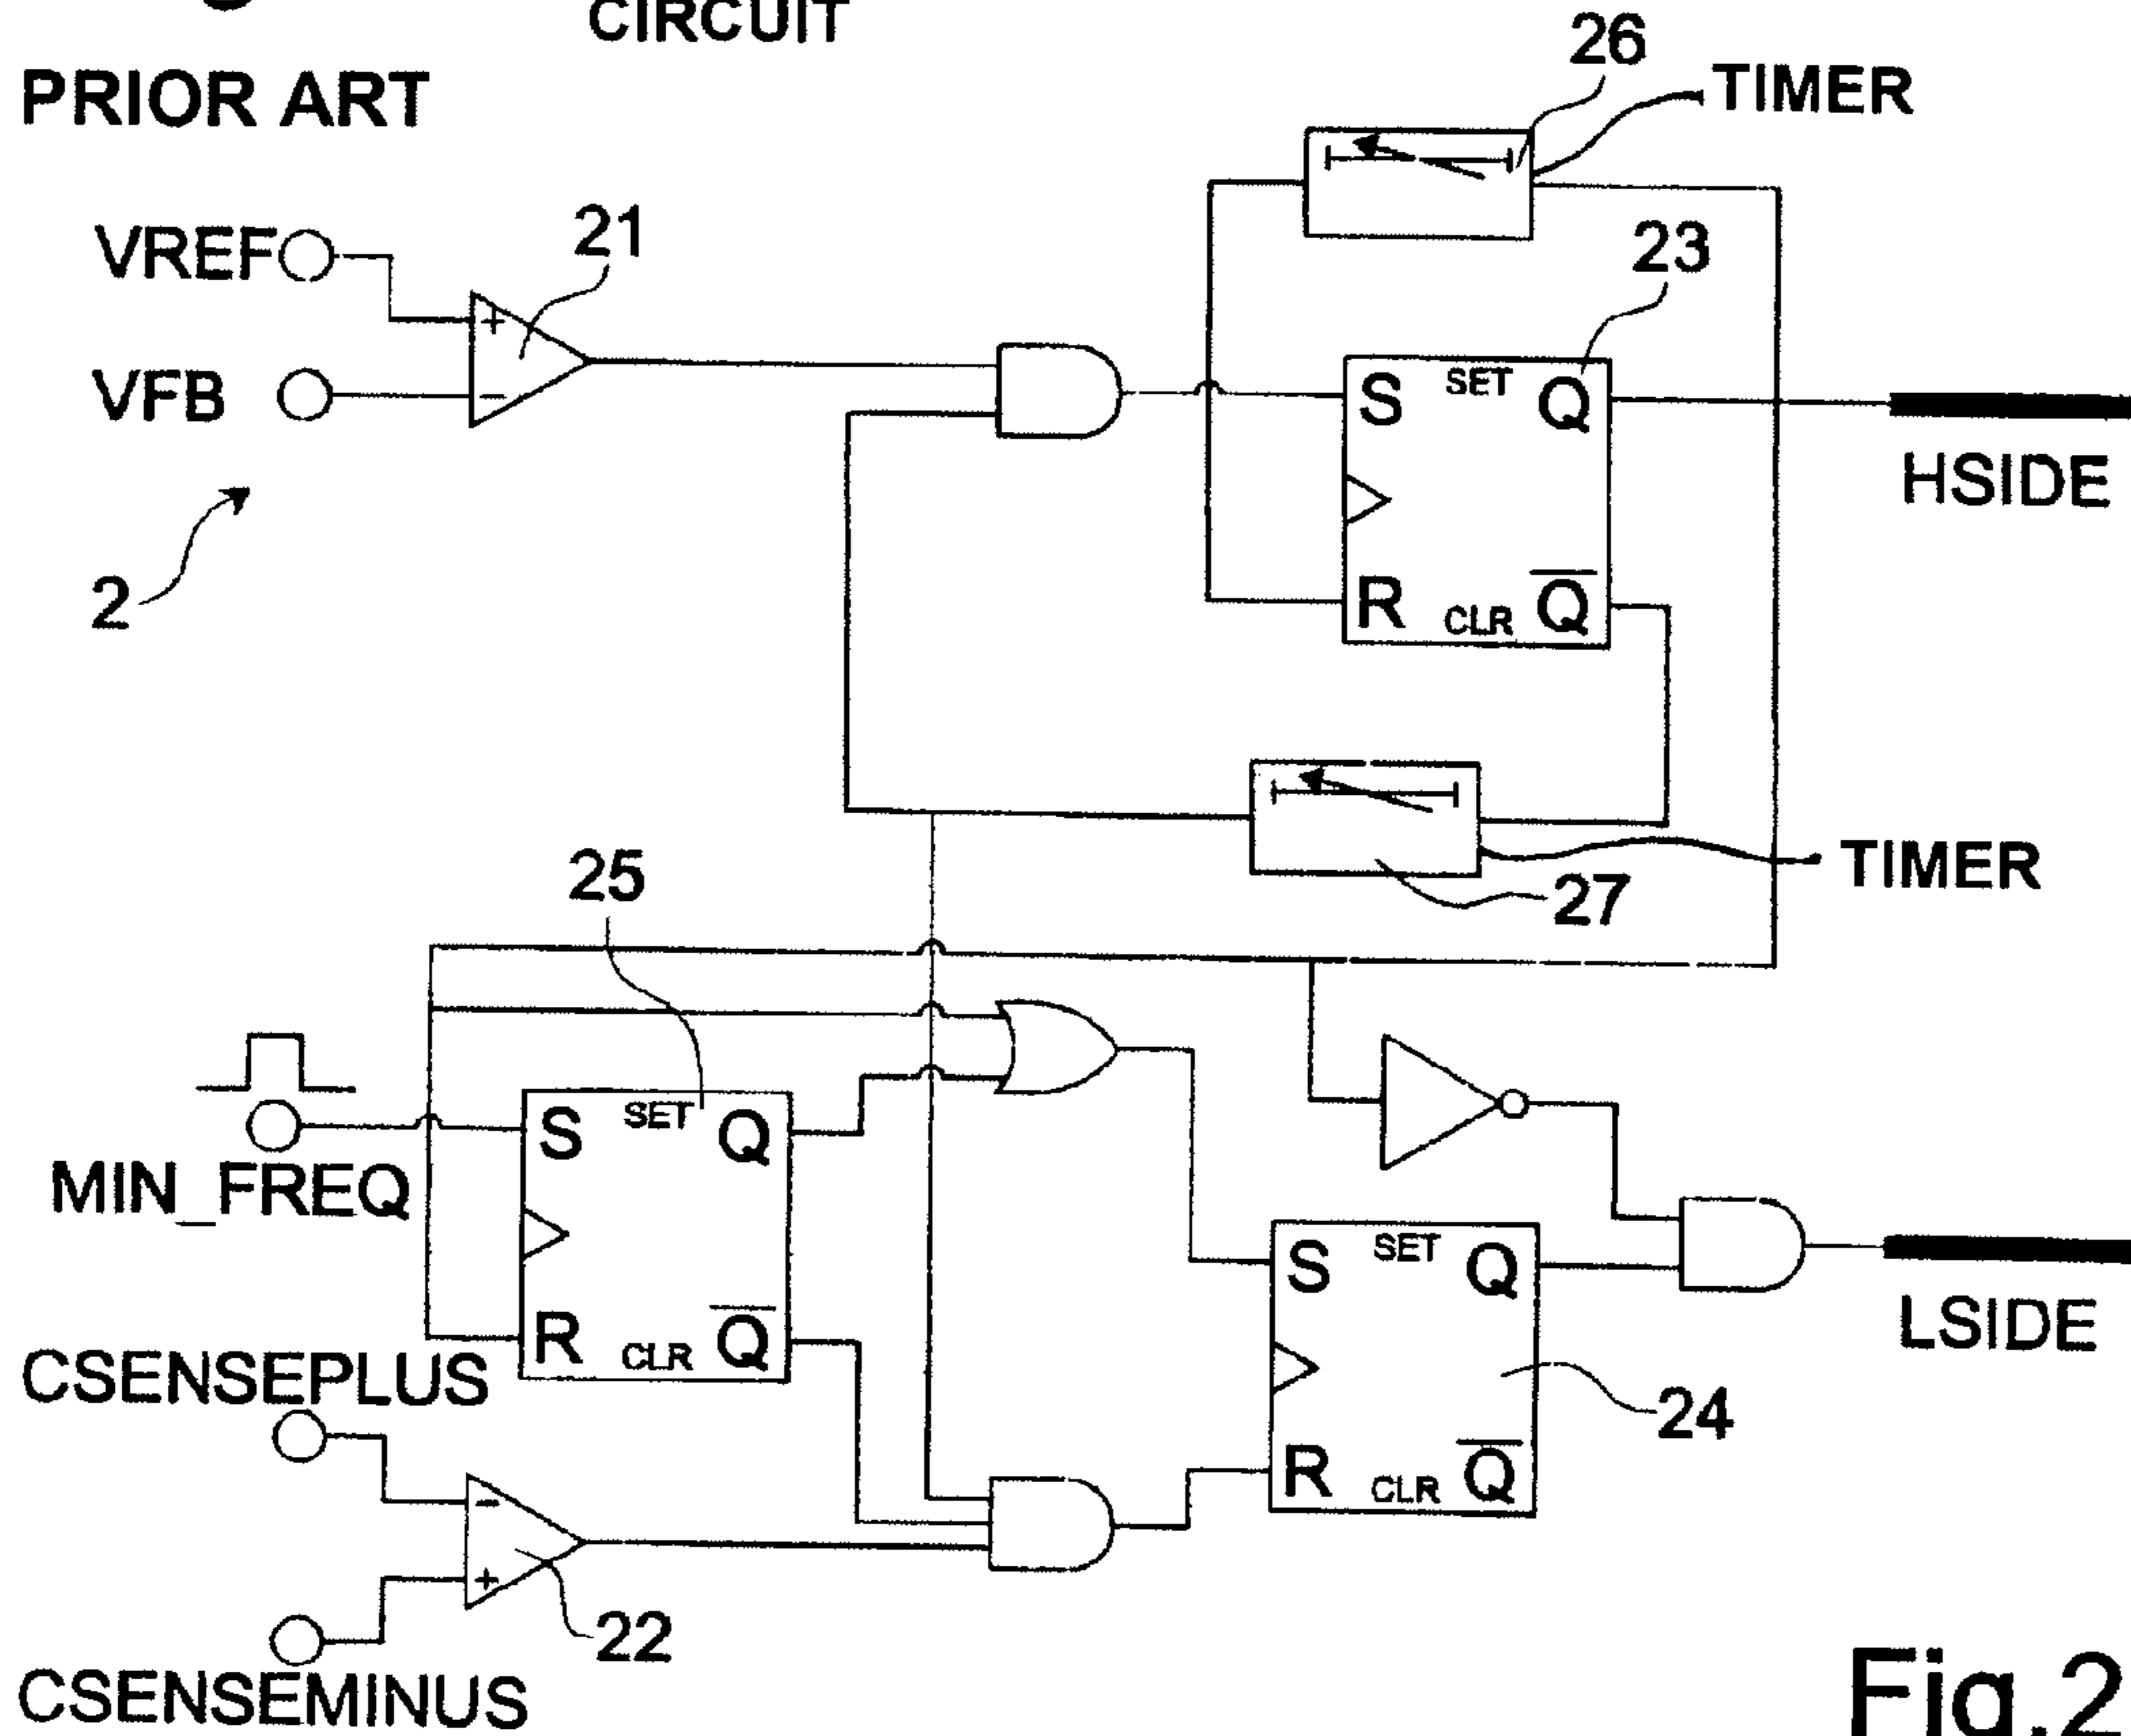 CIRCUIT
PRIOR ART
26
TIMER
VREF
21
23
VFB
S SET Q
HSIDE
2
R CLR Q
TIMER
27
25
S SET Q
MIN_FREQ
S SET Q
R CLR Q
LSIDE
CSENSEPLUS
24
R CLR Q
22
CSENSEMINUS
Fig.2